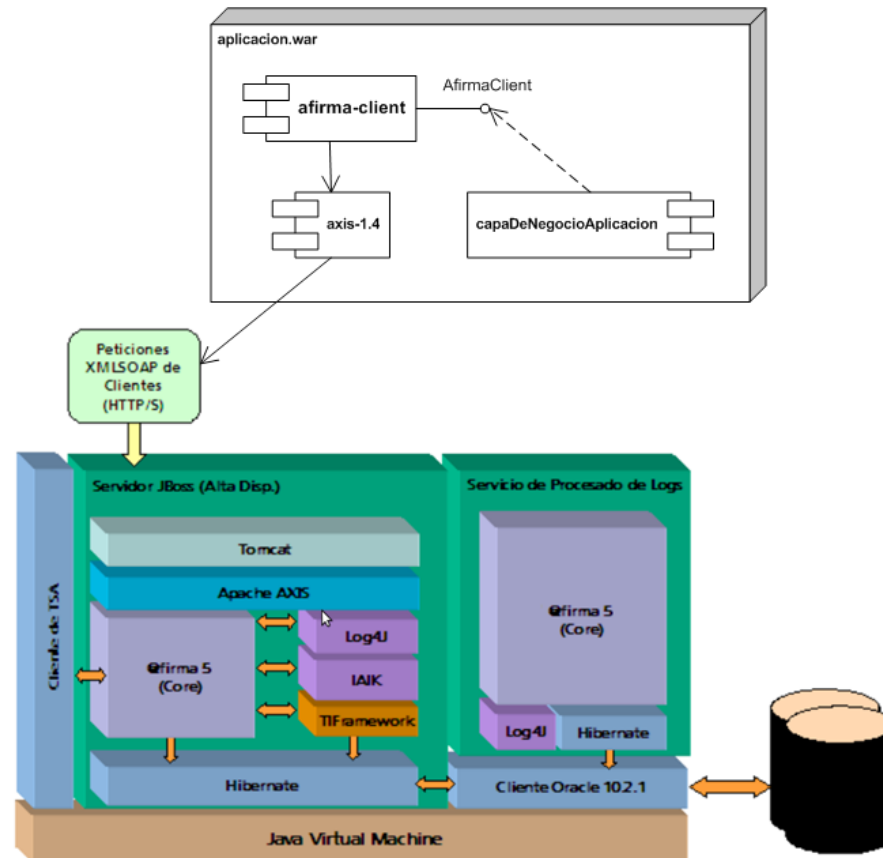 aplicacion.war
AfirmaClient
afirma-client
axis-1.4
capaDeNegocioAplicacion
Peticiones
XMLSOAP de
Clientes
(HTTP/S)
Servidor JBoss (Alta Disp.)
Servicio de Procesado de Logs
Tomcat
Apache AXIS
Cliente de TSA
@firma 5
(Core)
Log4J
IAIK
TIFramework
@firma 5
(Core)
Log4J
Hibernate
Hibernate
Cliente Oracle 10.2.1
Java Virtual Machine